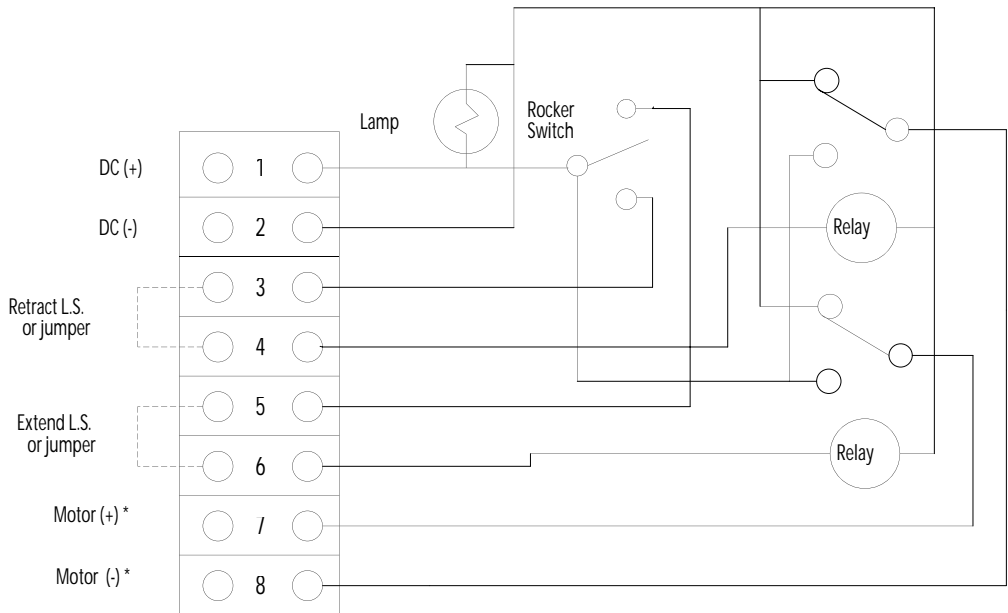 Lamp
Rocker
Switch
DC (+)
1
DC (-)
2
Relay
Retract L.S.
or jumper
3
4
Extend L.S.
or jumper
5
6
Relay
Motor (+) *
7
Motor (-) *
8